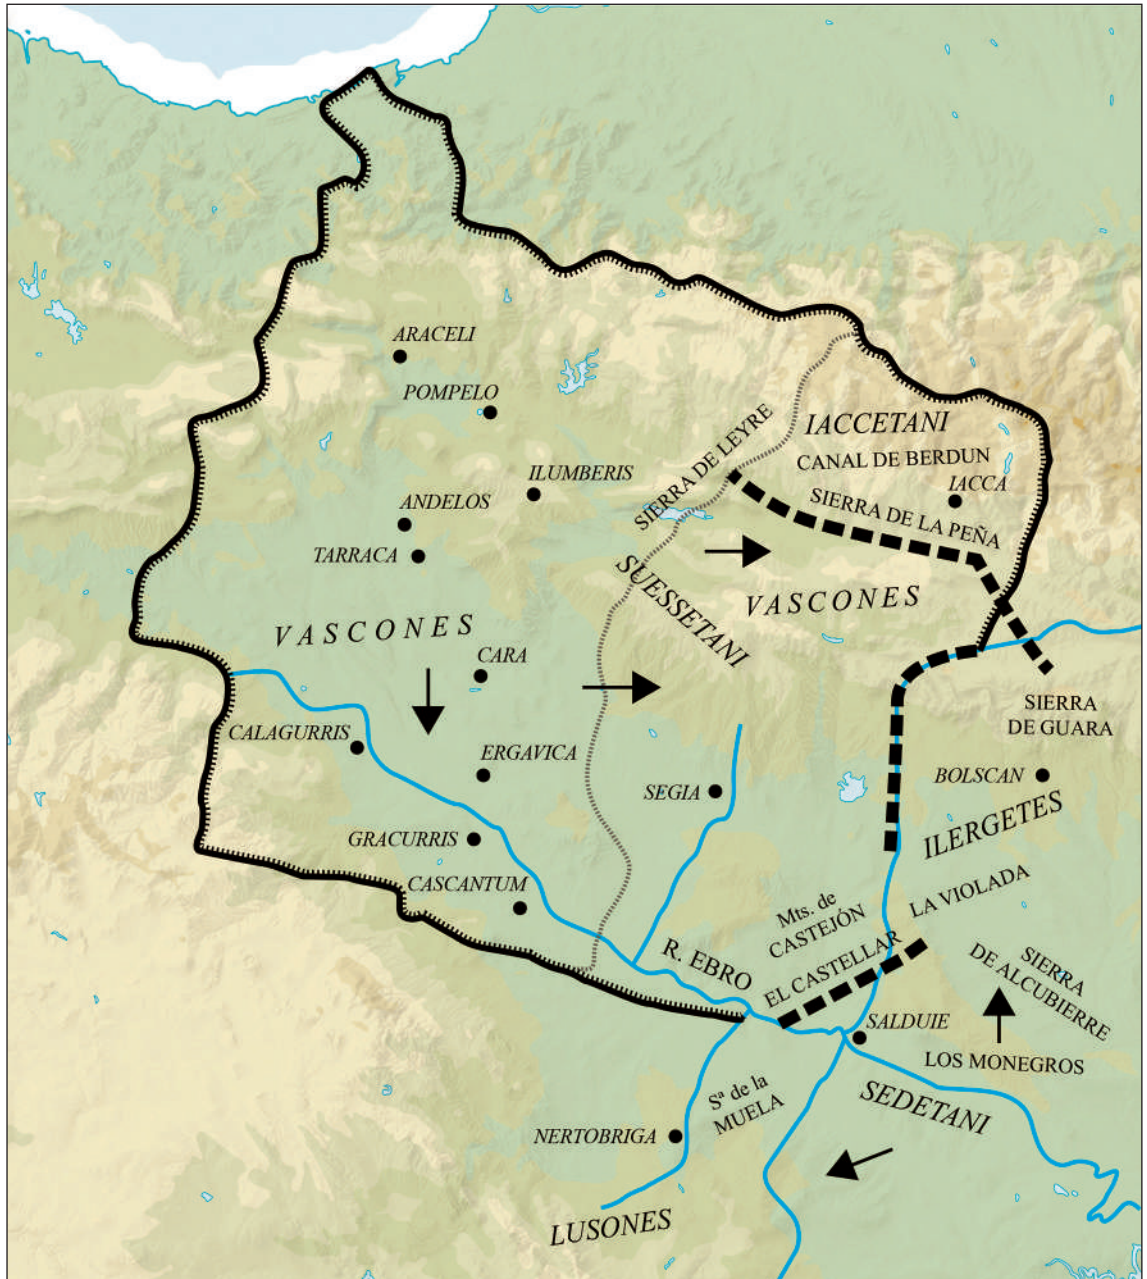 ARACELI
POMPELO
IACCETANI
CANAL DE BERDUN
SIERRA DE LEYRE
ILUMBERIS
IACCA
ANDELOS
SIERRA DE LA PEÑA
TARRACA
SUESSETANI
VASCONES
VASCONES
CARA
SIERRA
DE GUARA
CALAGURRIS
ERGAVICA
BOLSCAN
SEGIA
ILERGETES
GRACURRIS
CASCANTUM
LA VIOLADA
Mts. de
CASTEJÓN
R. EBRO
EL CASTELLAR
SIERRA
DE ALCUBIERRE
SALDUIE
LOS MONEGROS
Sª de la
MUELA
SEDETANI
NERTOBRIGA
LUSONES